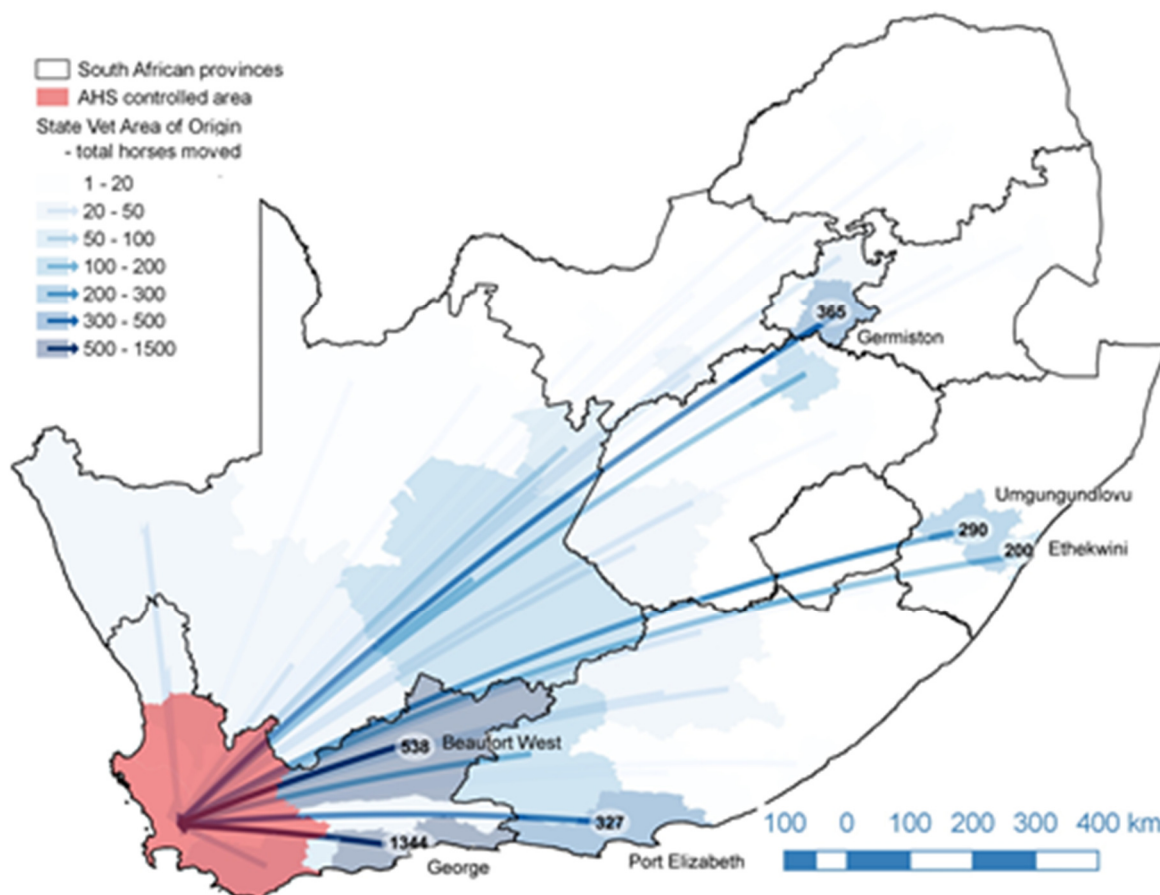 South African provinces
AHS controlled area
State Vet Area of Origin
- total horses moved
1 - 20
20 - 50
50 - 100
100 - 200
200 - 300
300 - 500
500 - 1500
365
Germiston
Umgungundlovu
290
200 Ethekwini
538 Beaufort West
327
1344
George
Port Elizabeth
100 0 100 200 300 400 km